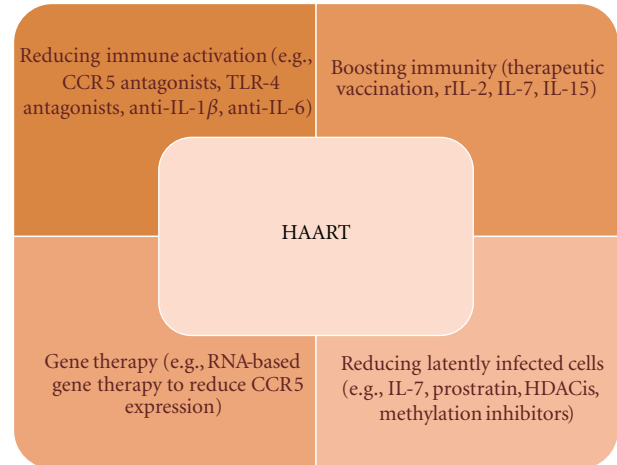 Reducing immune activation (e.g.,
CCR5 antagonists, TLR-4
antagonists, anti-IL-1β, anti-IL-6)
Boosting immunity (therapeutic
vaccination, rIL-2, IL-7, IL-15)
HAART
Gene therapy (e.g., RNA-based
gene therapy to reduce CCR5
expression)
Reducing latently infected cells
(e.g., IL-7, prostratin, HDACis,
methylation inhibitors)